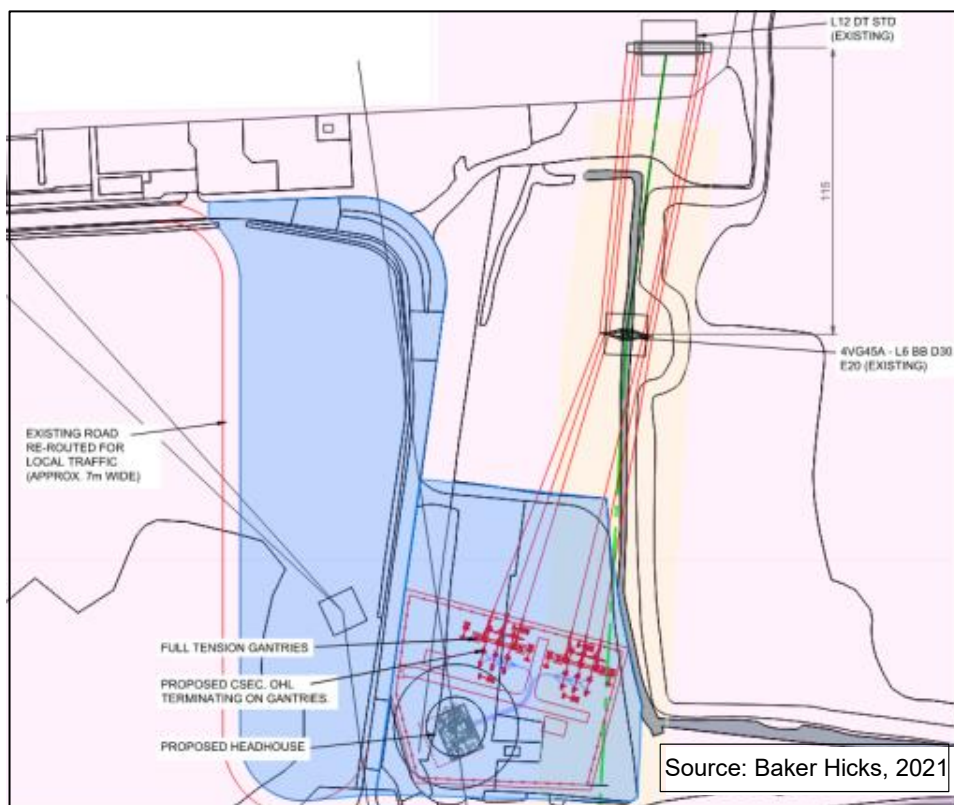 L12 DT STD
(EXISTING)
115
4VG45A - L6 BB D30
E20 (EXISTING)
EXISTING ROAD
RE-ROUTED FOR
LOCAL TRAFFIC
(APPROX. 7m WIDE)
FULL TENSION GANTRIES
PROPOSED CSEC. OHL
TERMINATING ON GANTRIES.
PROPOSED HEADHOUSE
Source: Baker Hicks, 2021